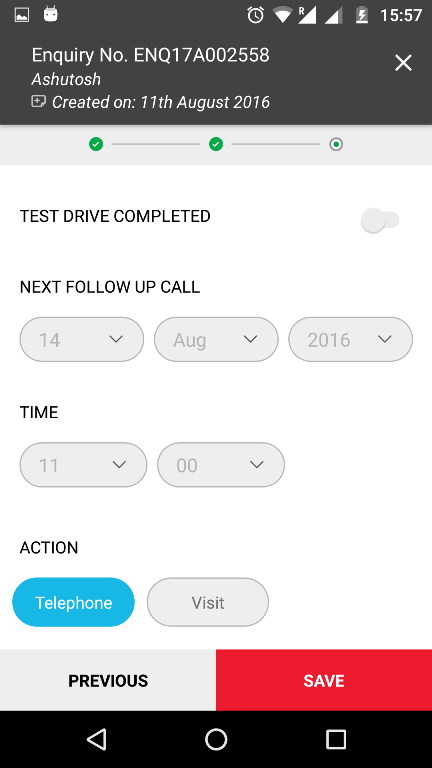 R 15:57
Enquiry No. ENQ17A002558
Ashutosh
Created on: 11th August 2016
TEST DRIVE COMPLETED
NEXT FOLLOW UP CALL
14 Aug 2016
TIME
11 00
ACTION
Telephone Visit
PREVIOUS SAVE